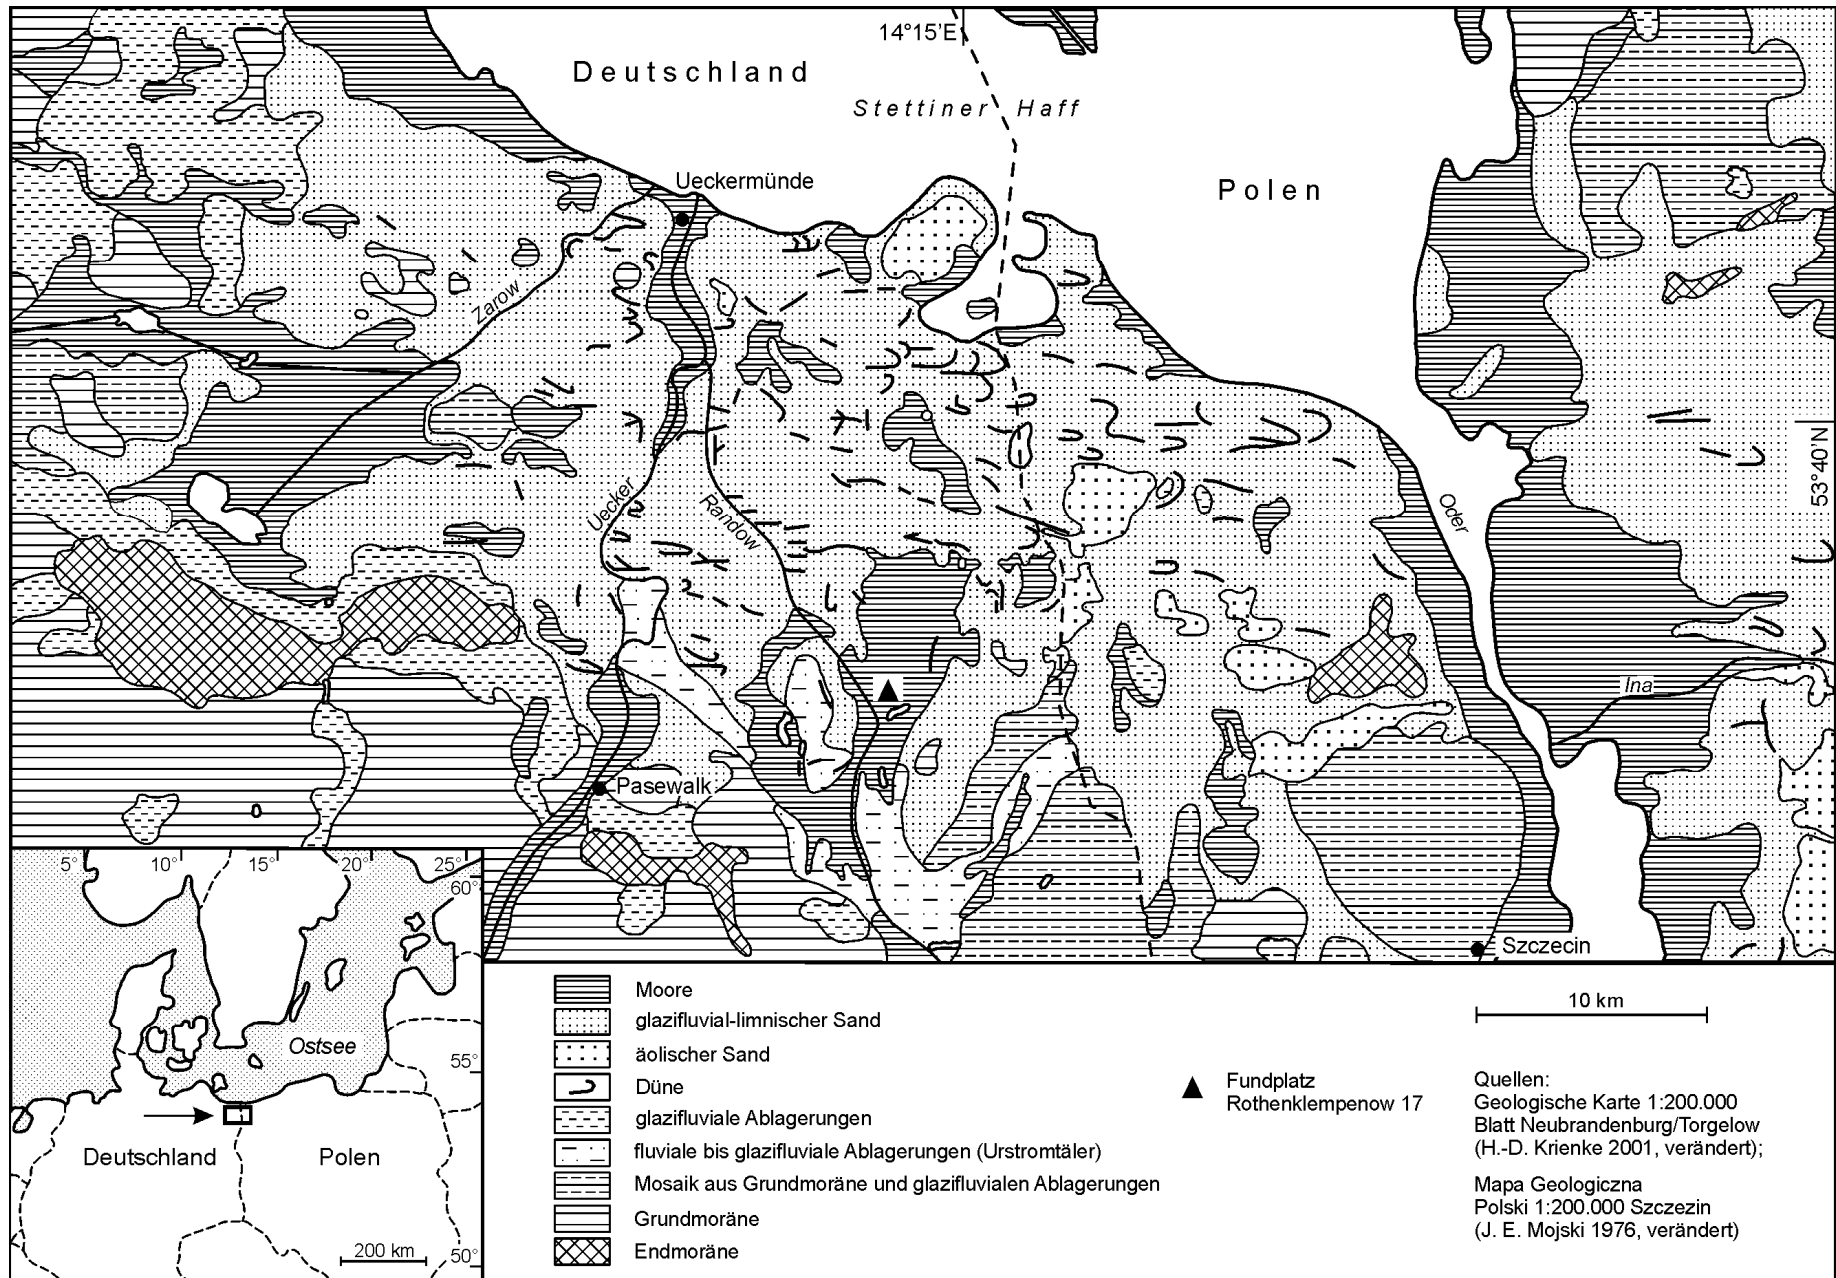 14°15'E
Deutschland
Stettiner Haff
Polen
Ueckermünde
Zarow
53°40'N
Uecker
Randow
Oder
Ina
Pasewalk
Szczecin
5° 10° 15° 20° 25°
60°
55°
50°
Ostsee
Deutschland
Polen
200 km
Moore
glazifluvial-limnischer Sand
äolischer Sand
Düne
glazifluviale Ablagerungen
fluviale bis glazifluviale Ablagerungen (Urstromtäler)
Mosaik aus Grundmoräne und glazifluvialen Ablagerungen
Grundmoräne
Endmoräne
Fundplatz
Rothenklempenow 17
10 km
Quellen:
Geologische Karte 1:200.000
Blatt Neubrandenburg/Torgelow
(H.-D. Krienke 2001, verändert);
Mapa Geologiczna
Polski 1:200.000 Szczezin
(J. E. Mojski 1976, verändert)